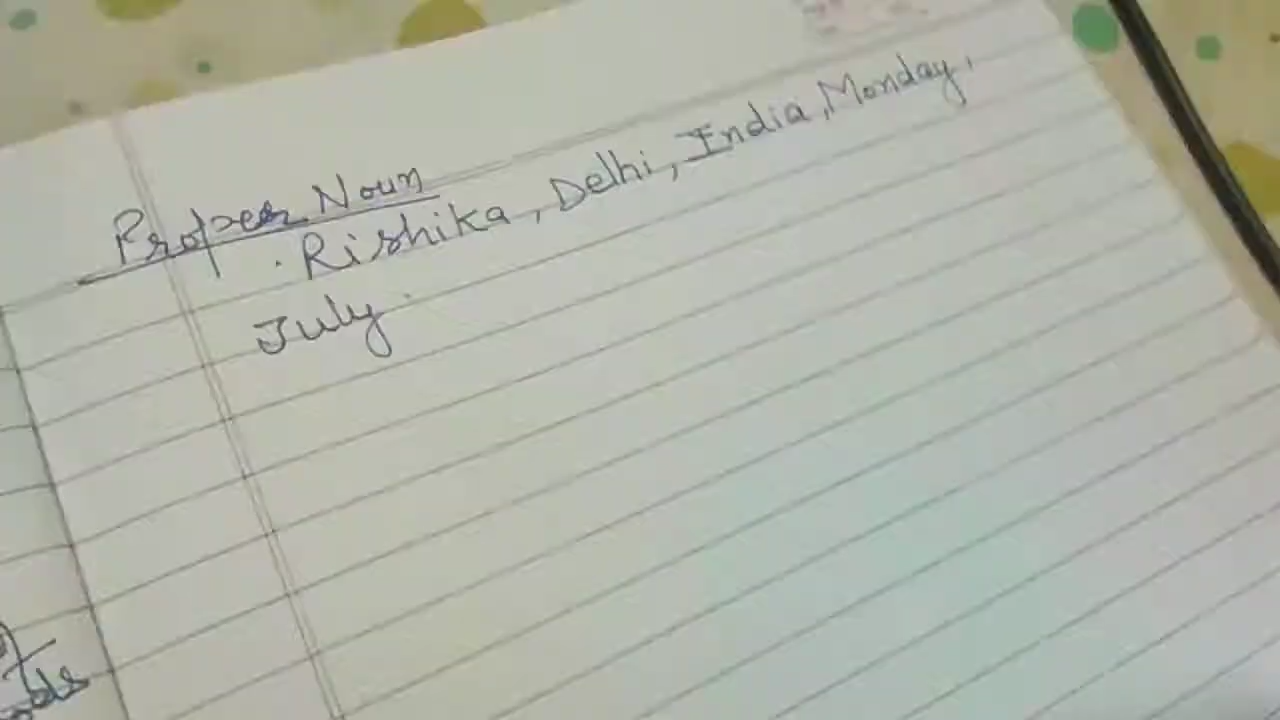 Proper Noun
. Rishika, Delhi, India, Monday,
July.